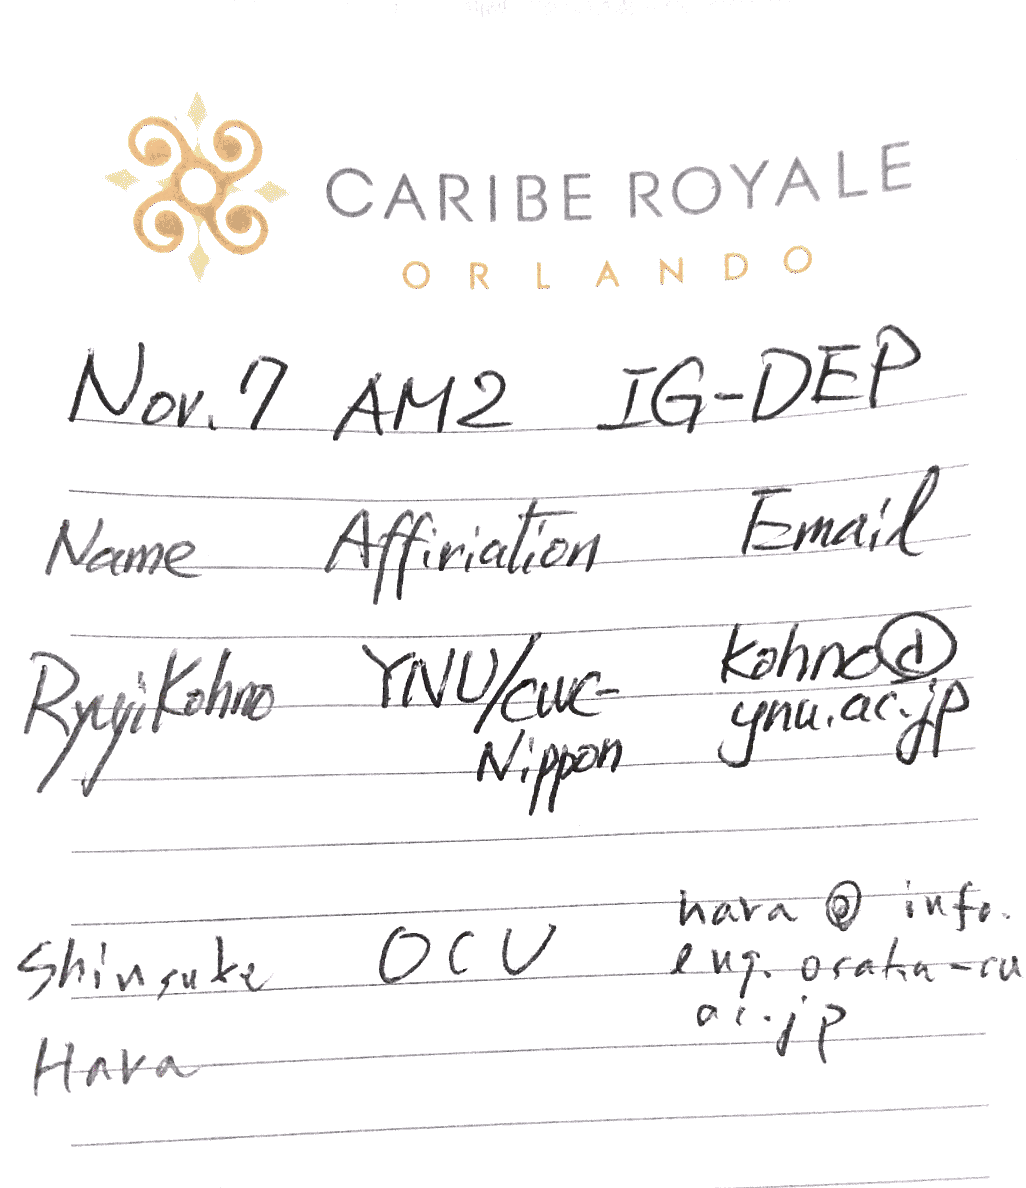 CARIBE ROYALE
ORLANDO
Nov. 7 AM2 IG-DEP
Name Affiriation Email
Ryuji Kohno YNU/CWC- kohno@
Nippon ynu.ac.jp
Shinsuke OCU hara @ info.
Hara eng.osaka-cu
ac.jp